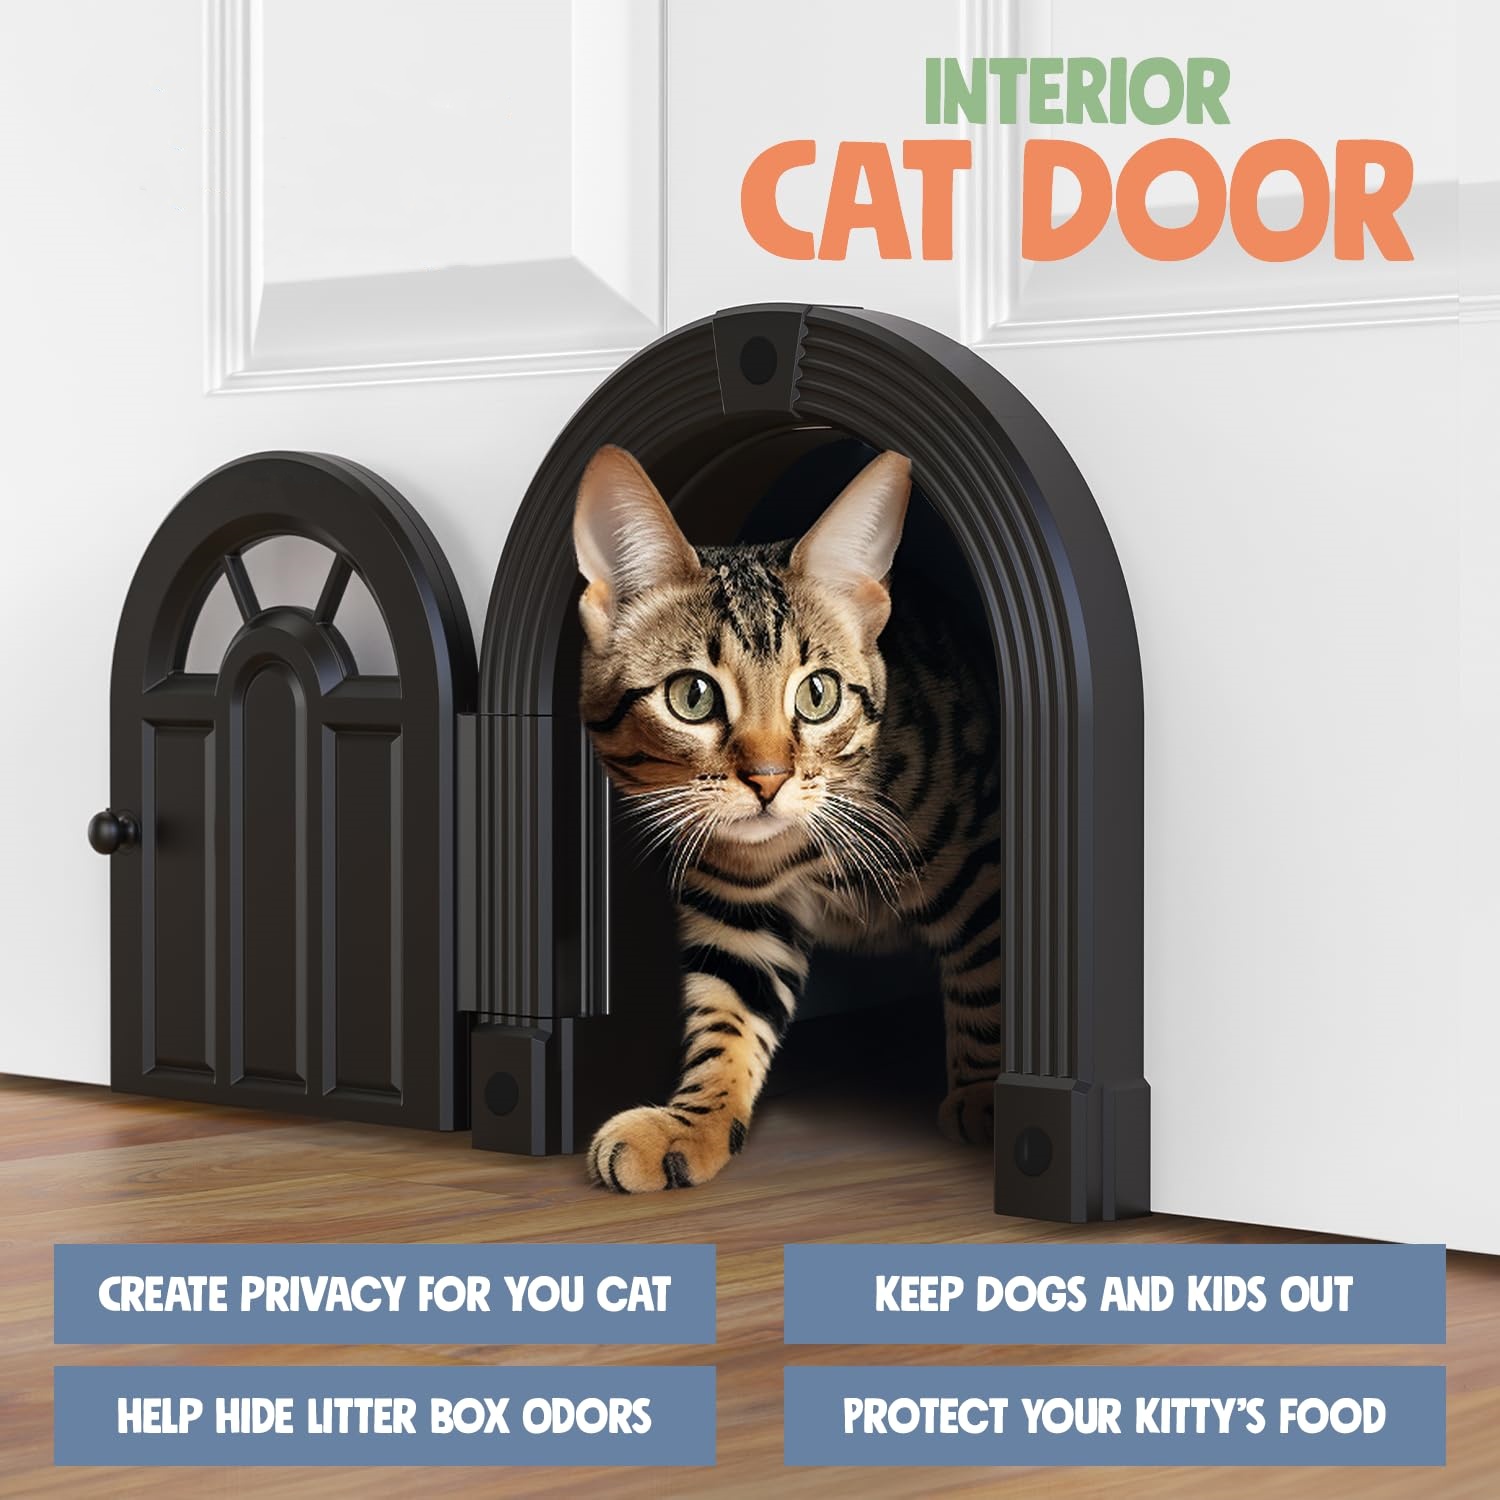 INTERIOR
CAT DOOR
CREATE PRIVACY FOR YOU CAT
KEEP DOGS AND KIDS OUT
HELP HIDE LITTER BOX ODORS
PROTECT YOUR KITTY'S FOOD